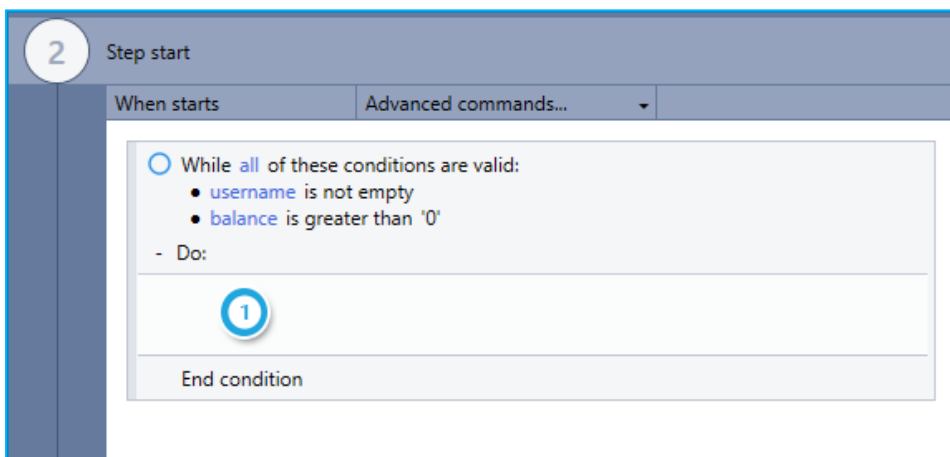 2
Step start
When starts
Advanced commands...
While all of these conditions are valid:
● username is not empty
● balance is greater than '0'
- Do:
1
End condition